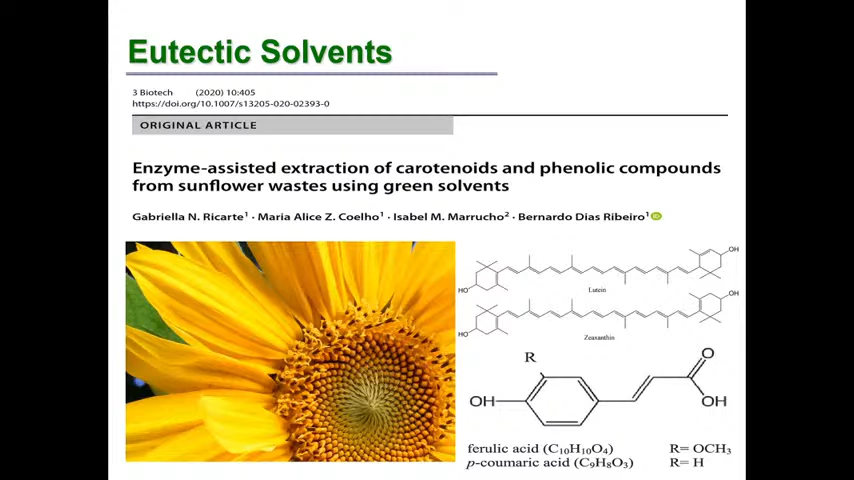 Eutectic Solvents
3 Biotech (2020) 10:405
https://doi.org/10.1007/s13205-020-02393-0
ORIGINAL ARTICLE
Enzyme-assisted extraction of carotenoids and phenolic compounds
from sunflower wastes using green solvents
Gabriella N. Ricarte¹ · Maria Alice Z. Coelho¹ · Isabel M. Marrucho² · Bernardo Dias Ribeiro¹ iD
OH
HO
Lutein
OH
HO
Zeaxanthin
R
O
OH
OH
ferulic acid (C₁₀H₁₀O₄) R= OCH₃
p-coumaric acid (C₉H₈O₃) R= H